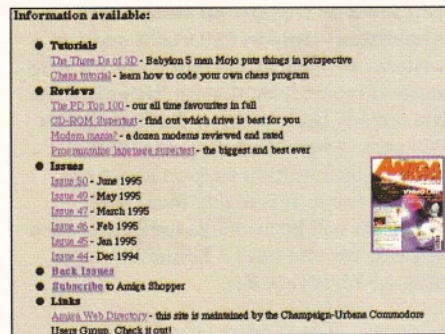 Information available:
● Tutorials
The Three Ds of 3D - Babylon 5 man Mojo puts things in perspective
Chess tutorial - learn how to code your own chess program
● Reviews
The PD Top 100 - our all time favourites in full
CD-ROM Supertest - find out which drive is best for you
Modem mania? - a dozen modems reviewed and rated
Programming language supertest - the biggest and best ever
● Issues
Issue 50 - June 1995
Issue 49 - May 1995
Issue 47 - March 1995
Issue 46 - Feb 1995
Issue 45 - Jan 1995
Issue 44 - Dec 1994
● Back Issues
● Subscribe to Amiga Shopper
● Links
Amiga Web Directory - this site is maintained by the Champaign-Urbana Commodore
Users Group. Check it out!
AMIGA